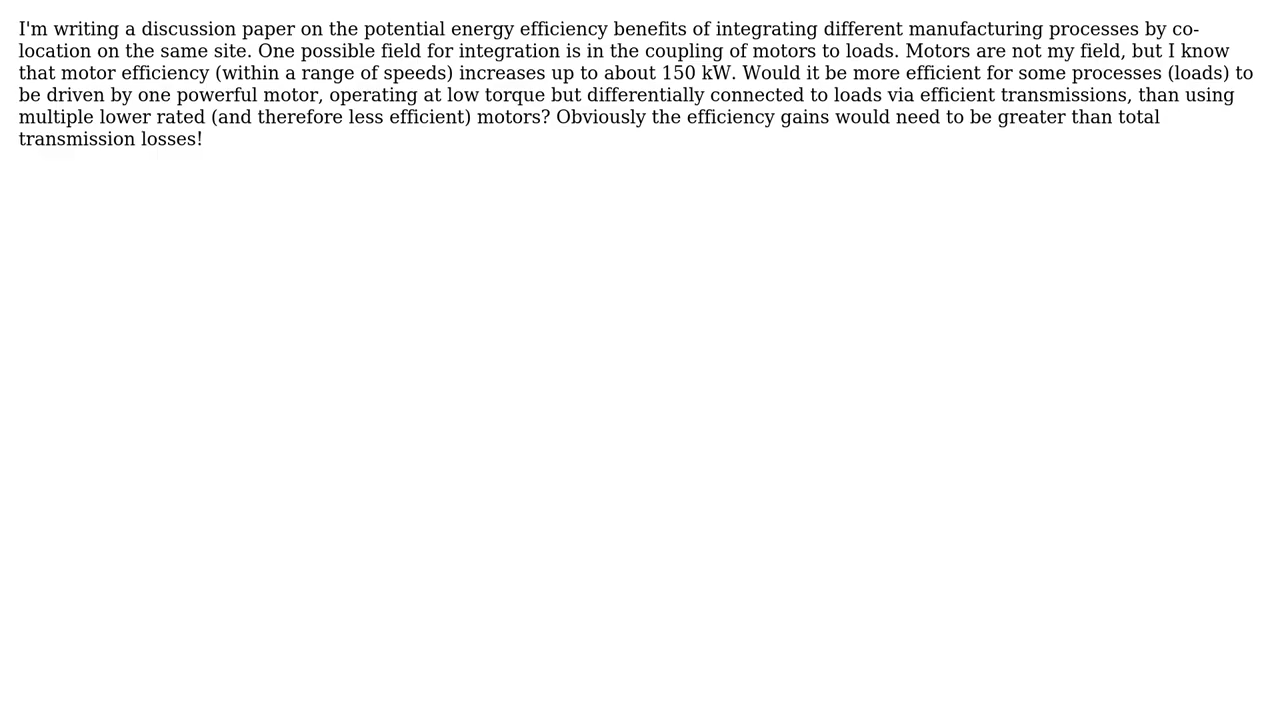 I'm writing a discussion paper on the potential energy efficiency benefits of integrating different manufacturing processes by co-
location on the same site. One possible field for integration is in the coupling of motors to loads. Motors are not my field, but I know
that motor efficiency (within a range of speeds) increases up to about 150 kW. Would it be more efficient for some processes (loads) to
be driven by one powerful motor, operating at low torque but differentially connected to loads via efficient transmissions, than using
multiple lower rated (and therefore less efficient) motors? Obviously the efficiency gains would need to be greater than total
transmission losses!